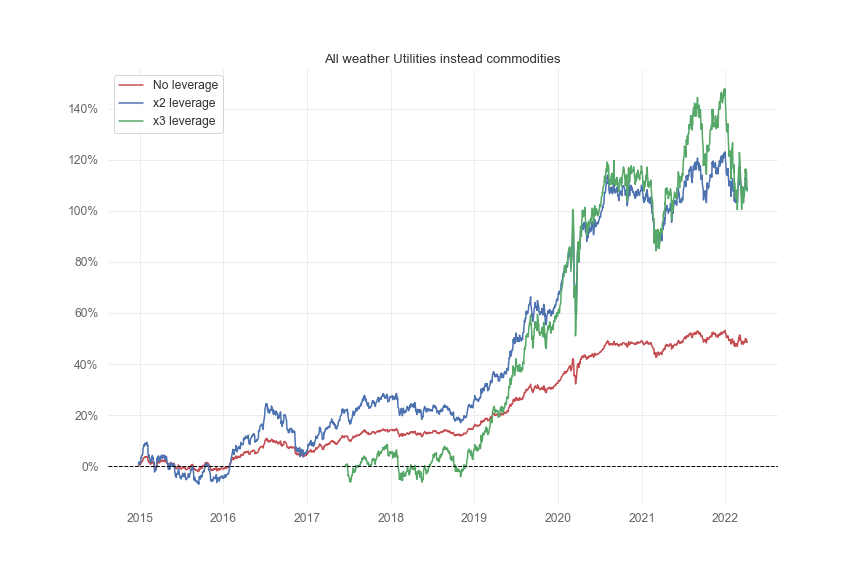 All weather Utilities instead commodities
No leverage
x2 leverage
x3 leverage
140%
120%
100%
80%
60%
40%
20%
0%
2015 2016 2017 2018 2019 2020 2021 2022